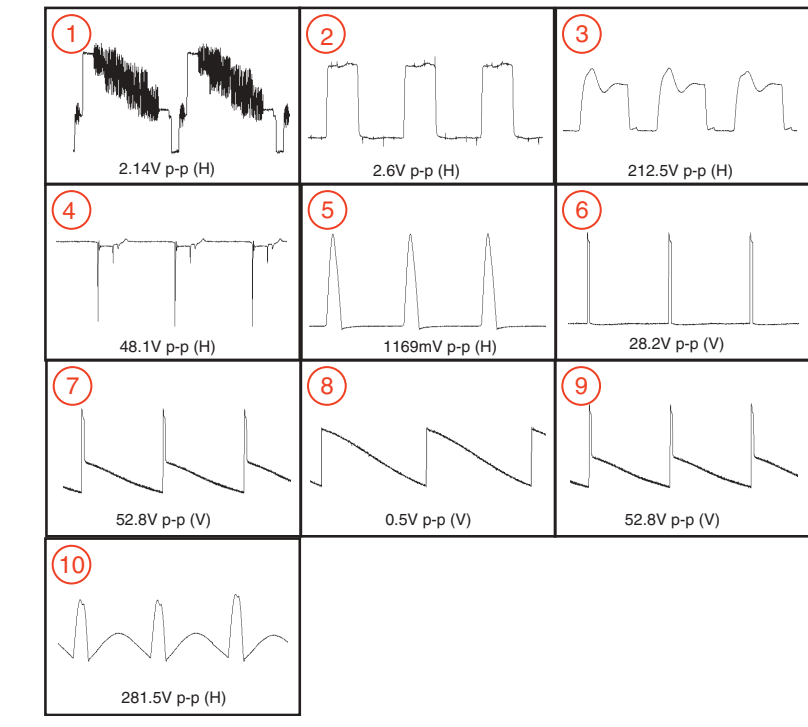 1
2.14V p-p (H)
2
2.6V p-p (H)
3
212.5V p-p (H)
4
48.1V p-p (H)
5
1169mV p-p (H)
6
28.2V p-p (V)
7
52.8V p-p (V)
8
0.5V p-p (V)
9
52.8V p-p (V)
10
281.5V p-p (H)